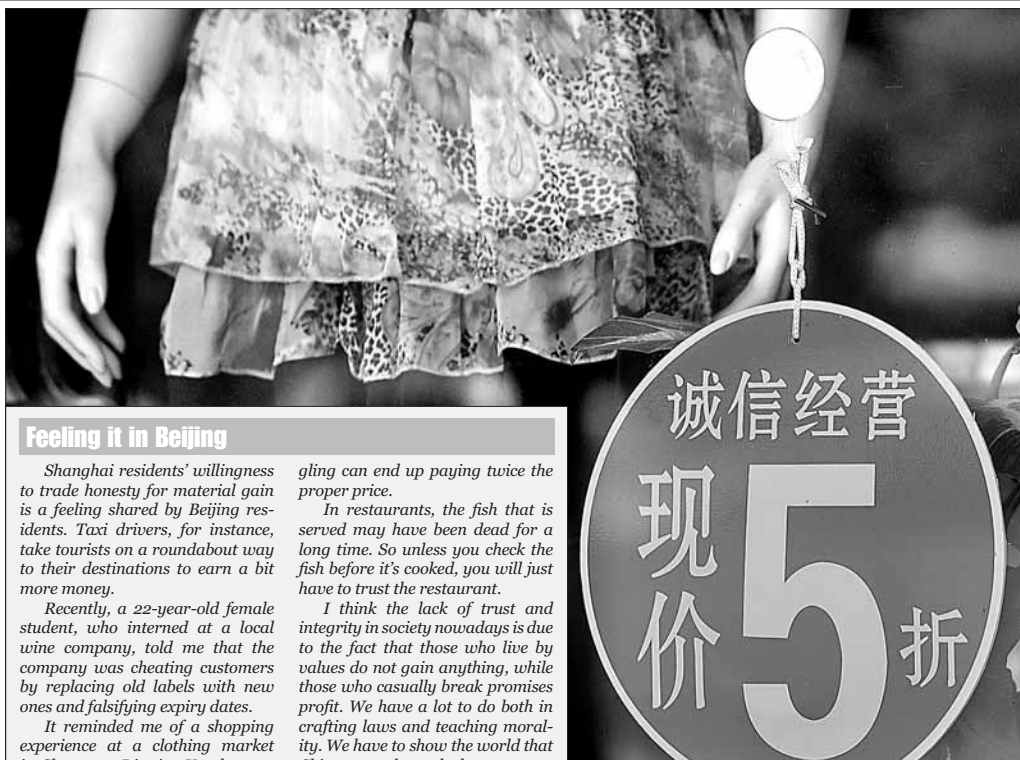 诚信经营
现价
5
折
Feeling it in Beijing
Shanghai residents' willingness
to trade honesty for material gain
is a feeling shared by Beijing res-
idents. Taxi drivers, for instance,
take tourists on a roundabout way
to their destinations to earn a bit
more money.
Recently, a 22-year-old female
student, who interned at a local
wine company, told me that the
company was cheating customers
by replacing old labels with new
ones and falsifying expiry dates.
It reminded me of a shopping
experience at a clothing market
gling can end up paying twice the
proper price.
In restaurants, the fish that is
served may have been dead for a
long time. So unless you check the
fish before it's cooked, you will just
have to trust the restaurant.
I think the lack of trust and
integrity in society nowadays is due
to the fact that those who live by
values do not gain anything, while
those who casually break promises
profit. We have a lot to do both in
crafting laws and teaching moral-
ity. We have to show the world that